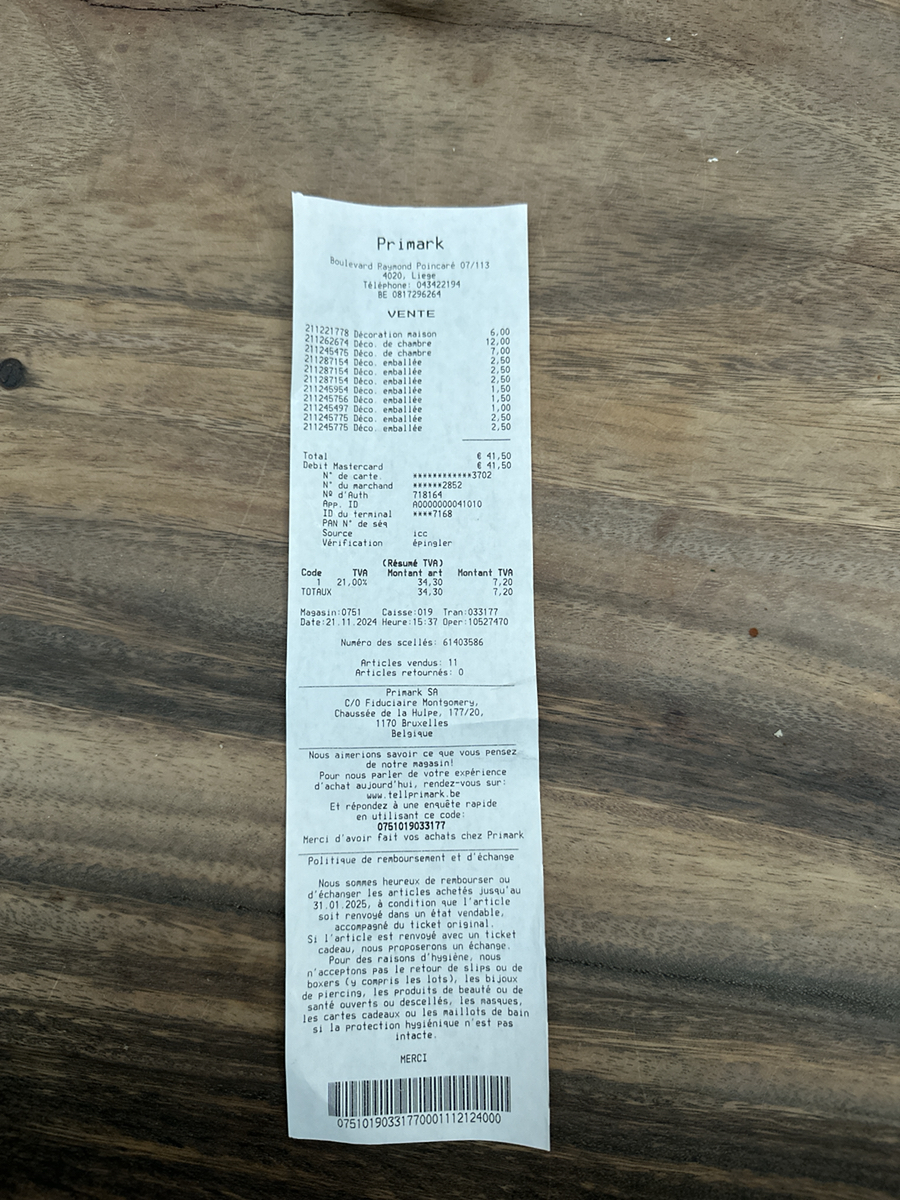 Primark
Boulevard Raymond Poincaré 07/113
4020, Liege
Téléphone: 043422194
BE 0817296264
VENTE
211221778 Décoration maison 6,00
211262674 Déco. de chambre 12,00
211245475 Déco. de chambre 7,00
211287154 Déco. emballée 2,50
211287154 Déco. emballée 2,50
211287154 Déco. emballée 2,50
211245954 Déco. emballée 1,50
211245756 Déco. emballée 1,50
211245497 Déco. emballée 1,00
211245775 Déco. emballée 2,50
211245775 Déco. emballée 2,50
Total € 41,50
Debit Mastercard € 41,50
N° de carte. ************3702
N° du marchand ******2852
Nº d'Auth 718164
App. ID A0000000041010
ID du terminal ****7168
PAN N° de séq
Source icc
Vérification épingler
(Résumé TVA)
Code TVA Montant art Montant TVA
1 21,00% 34,30 7,20
TOTAUX 34,30 7,20
Magasin:0751 Caisse:019 Tran:033177
Date:21.11.2024 Heure:15:37 Oper:10527470
Numéro des scellés: 61403586
Articles vendus: 11
Articles retournés: 0
Primark SA
C/O Fiduciaire Montgomery,
Chaussée de la Hulpe, 177/20,
1170 Bruxelles
Belgique
Nous aimerions savoir ce que vous pensez
de notre magasin!
Pour nous parler de votre expérience
d'achat aujourd'hui, rendez-vous sur:
www.tellprimark.be
Et répondez à une enquête rapide
en utilisant ce code:
0751019033177
Merci d'avoir fait vos achats chez Primark
Politique de remboursement et d'échange
Nous sommes heureux de rembourser ou
d'échanger les articles achetés jusqu'au
31.01.2025, à condition que l'article
soit renvoyé dans un état vendable,
accompagné du ticket original.
Si l'article est renvoyé avec un ticket
cadeau, nous proposerons un échange.
Pour des raisons d'hygiène, nous
n'acceptons pas le retour de slips ou de
boxers (y compris les lots), les bijoux
de piercing, les produits de beauté ou de
santé ouverts ou descellés, les masques,
les cartes cadeaux ou les maillots de bain
si la protection hygiénique n'est pas
intacte.
MERCI
07510190331770001112124000